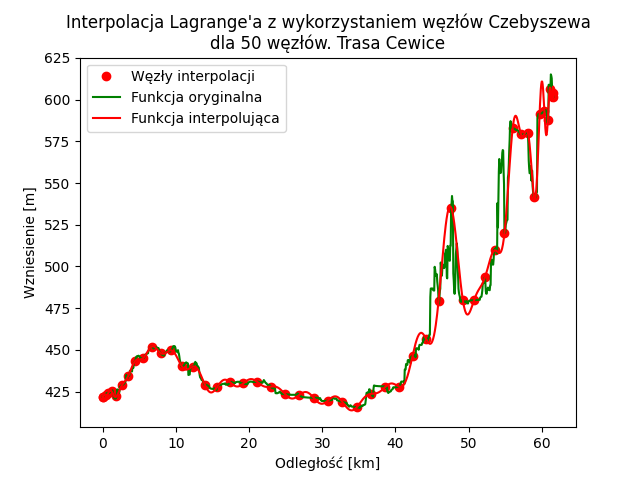 Interpolacja Lagrange'a z wykorzystaniem węzłów Czebyszewa
dla 50 węzłów. Trasa Cewice
Węzły interpolacji
Funkcja oryginalna
Funkcja interpolująca
Wzniesienie [m]
625
600
575
550
525
500
475
450
425
0 10 20 30 40 50 60
Odległość [km]